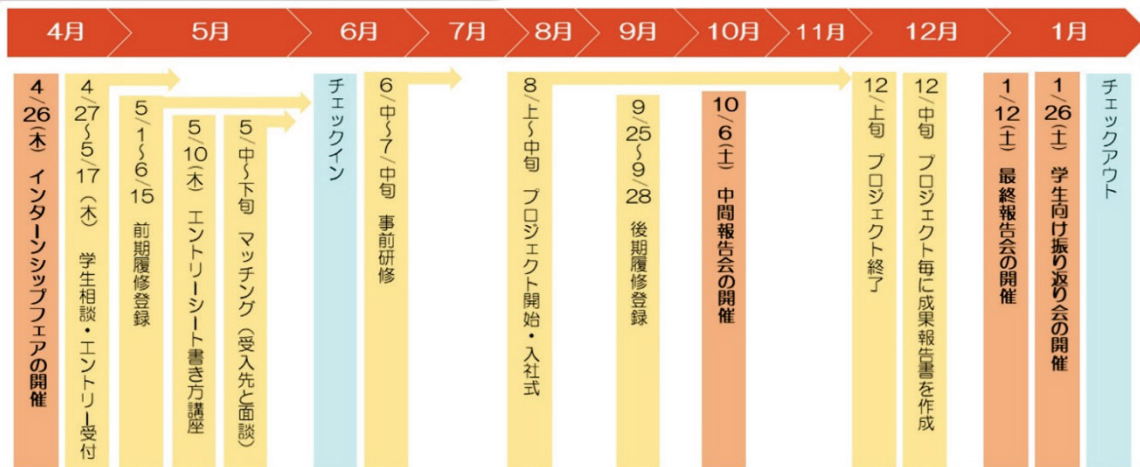 4月
5月
6月
7月
8月
9月
10月
11月
12月
1月
4/26(木) インターンシップフェアの開催
4/27~5/17(木) 学生相談・エントリー受付
5/1~6/15 前期履修登録
5/10(木) エントリーシート書き方講座
5/中~下旬 マッチング(受入先と面談)
チェックイン
6/中~7/中旬 事前研修
8/上~中旬 プロジェクト開始・入社式
9/25~9/28 後期履修登録
10/6(土) 中間報告会の開催
12/上旬 プロジェクト終了
12/中旬 プロジェクト毎に成果報告書を作成
1/12(土) 最終報告会の開催
1/26(土) 学生向け振り返り会の開催
チェックアウト